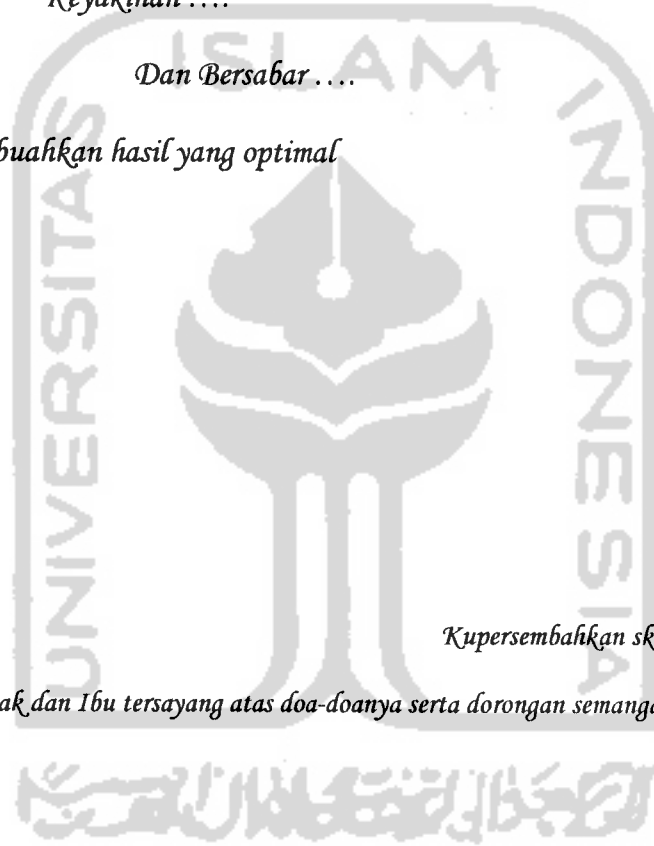 Keyakinan ....
Dan Bersabar ....
buahkan hasil yang optimal
Kupersembahkan sk
ak dan Ibu tersayang atas doa-doanya serta dorongan semanga
UNIVERSITAS
ISLAM
INDONESIA